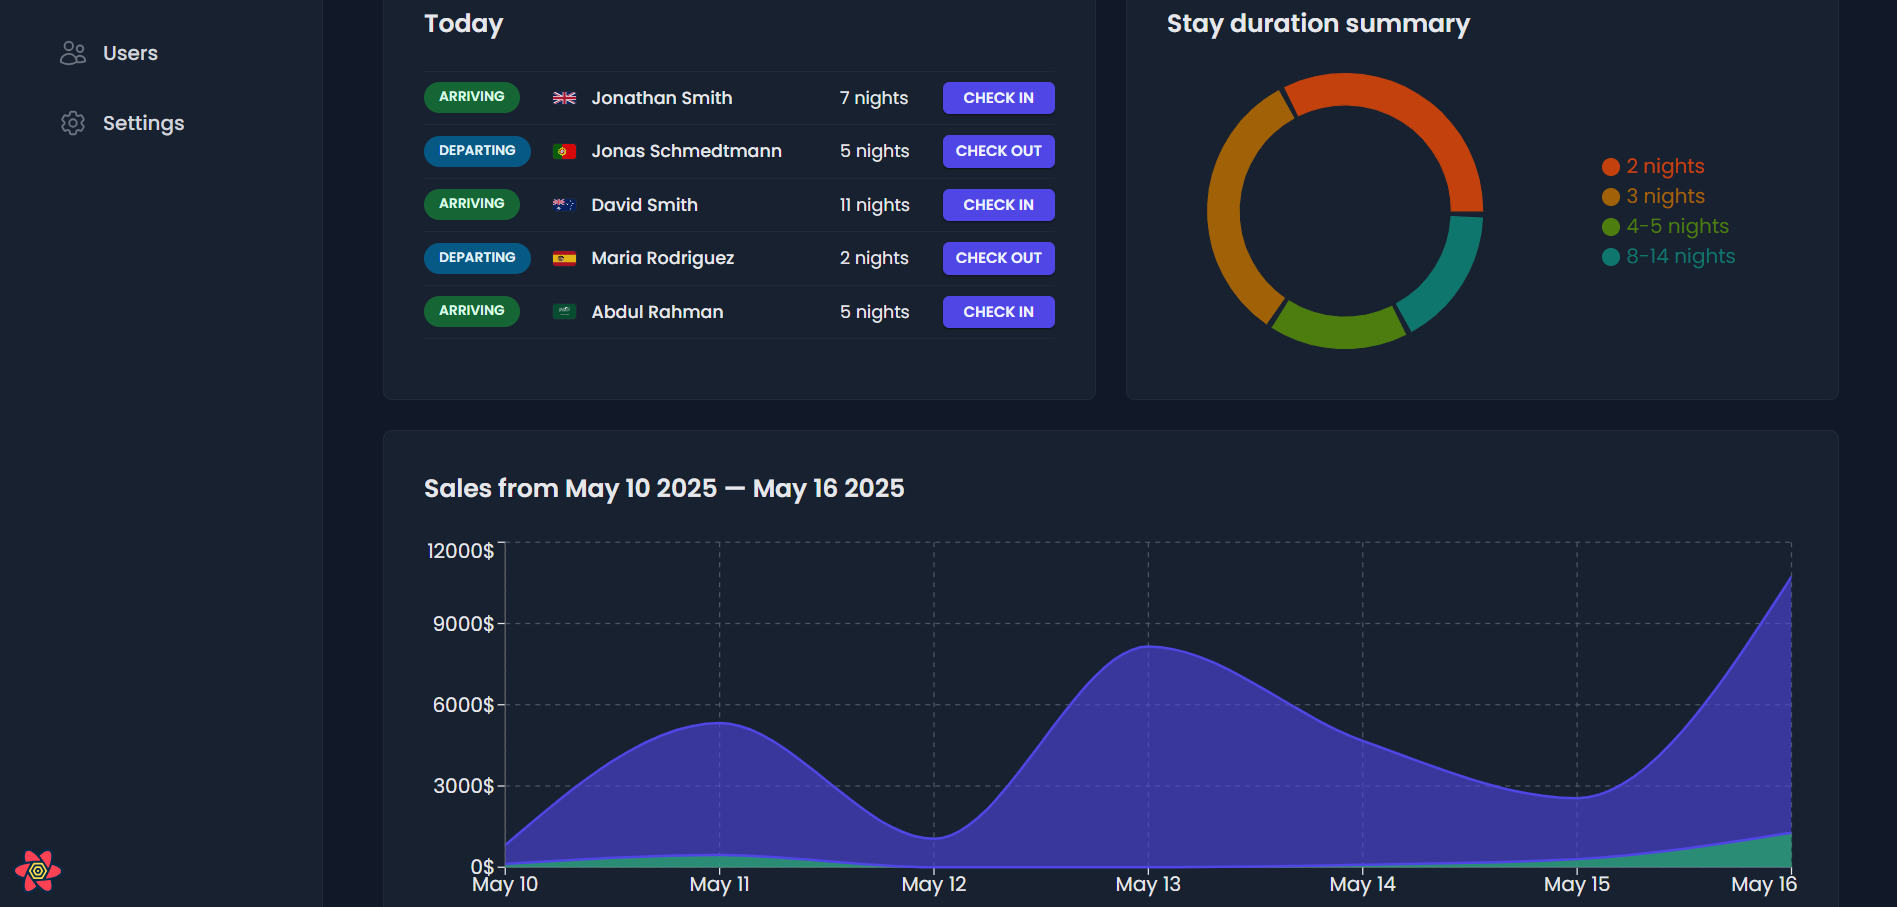 Users
Settings
Today
ARRIVING Jonathan Smith 7 nights CHECK IN
DEPARTING Jonas Schmedtmann 5 nights CHECK OUT
ARRIVING David Smith 11 nights CHECK IN
DEPARTING Maria Rodriguez 2 nights CHECK OUT
ARRIVING Abdul Rahman 5 nights CHECK IN
Stay duration summary
2 nights
3 nights
4-5 nights
8-14 nights
Sales from May 10 2025 — May 16 2025
12000$
9000$
6000$
3000$
0$
May 10 May 11 May 12 May 13 May 14 May 15 May 16